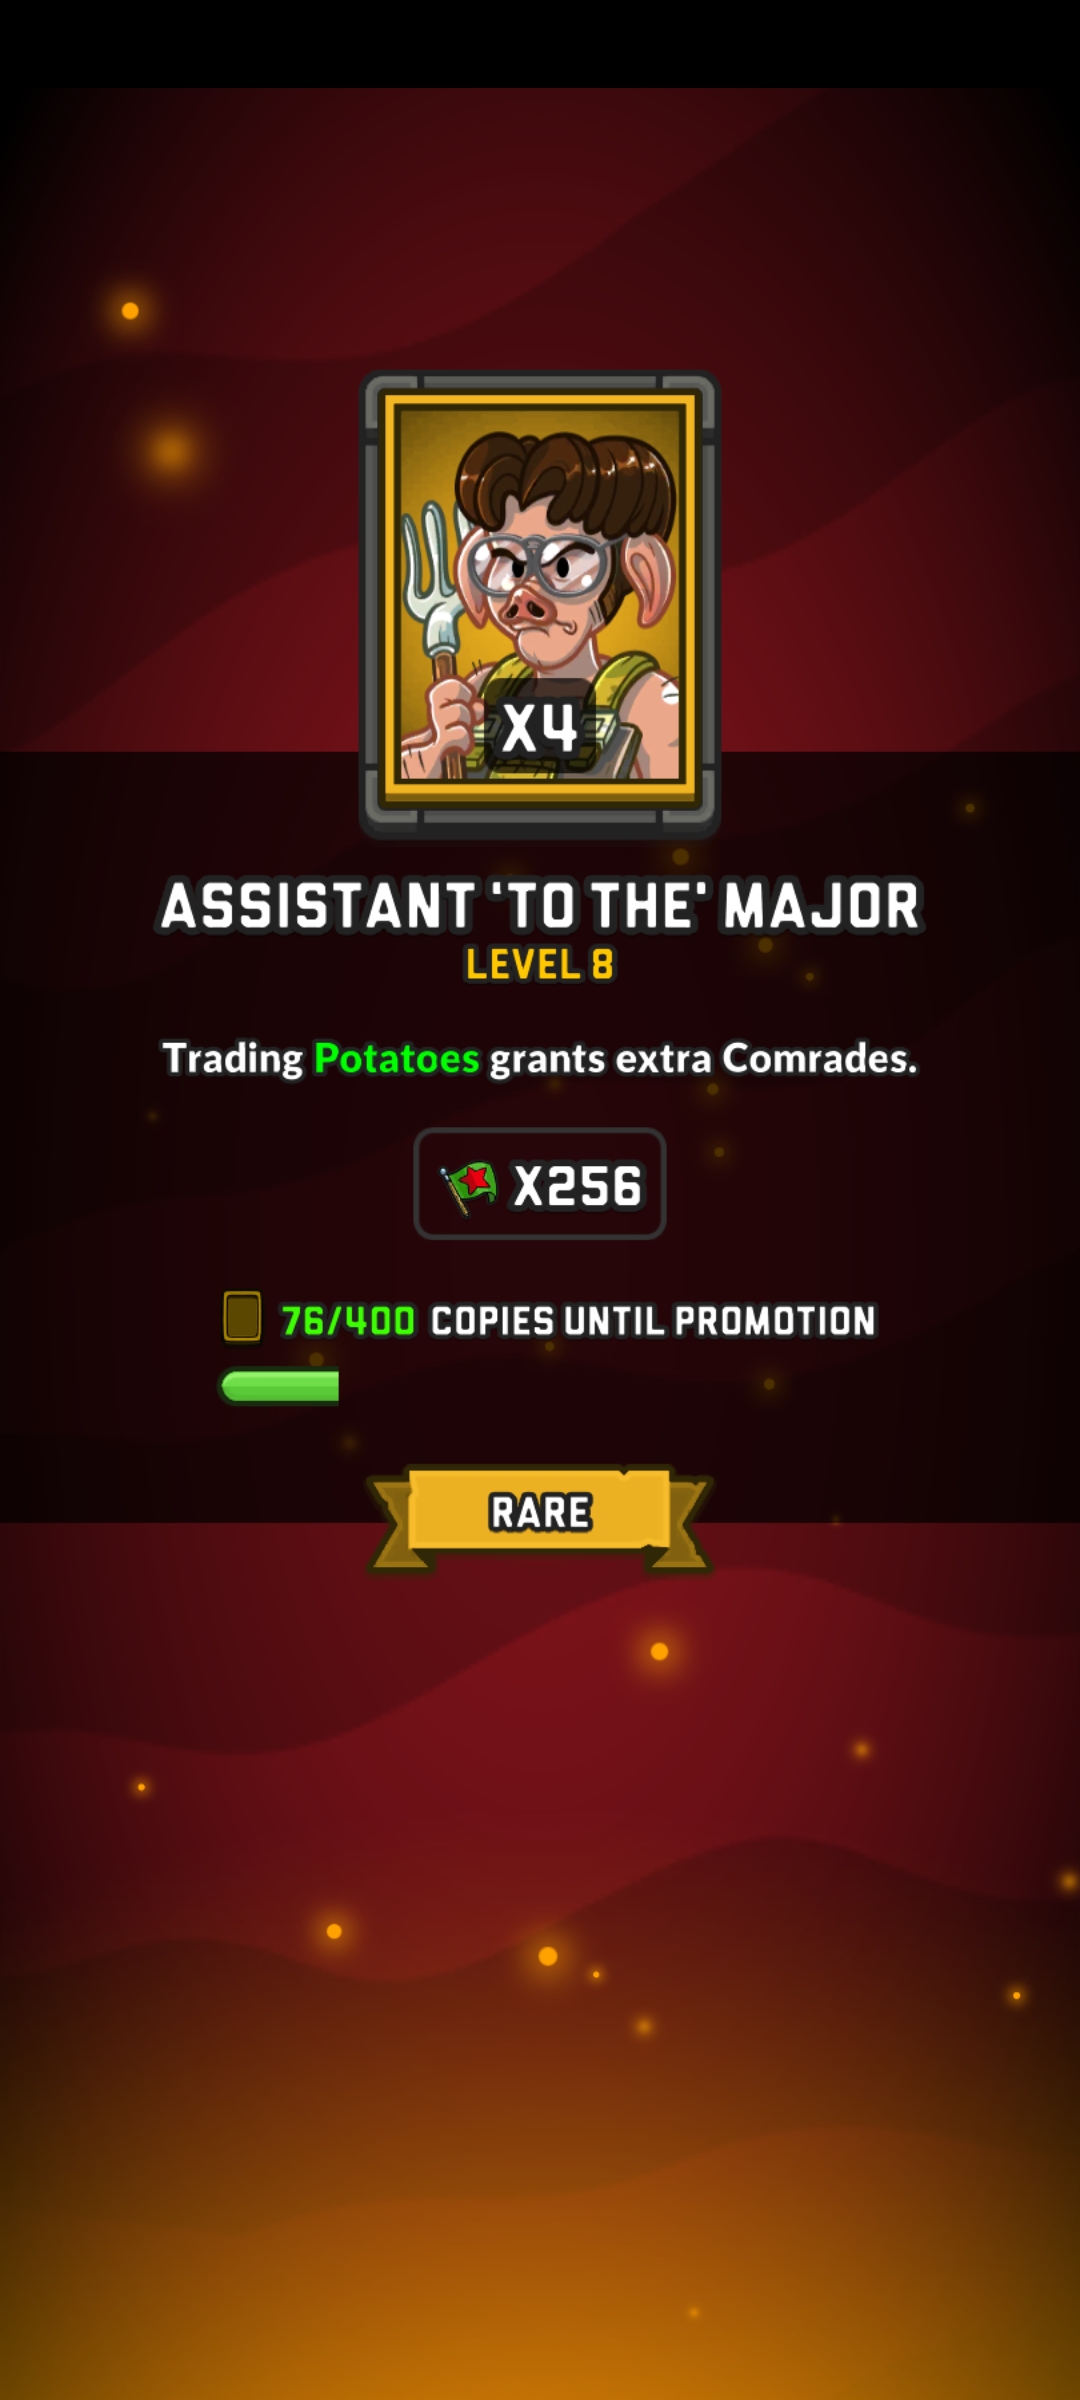 X4
ASSISTANT 'TO THE' MAJOR
LEVEL 8
Trading Potatoes grants extra Comrades.
X256
76/400 COPIES UNTIL PROMOTION
RARE